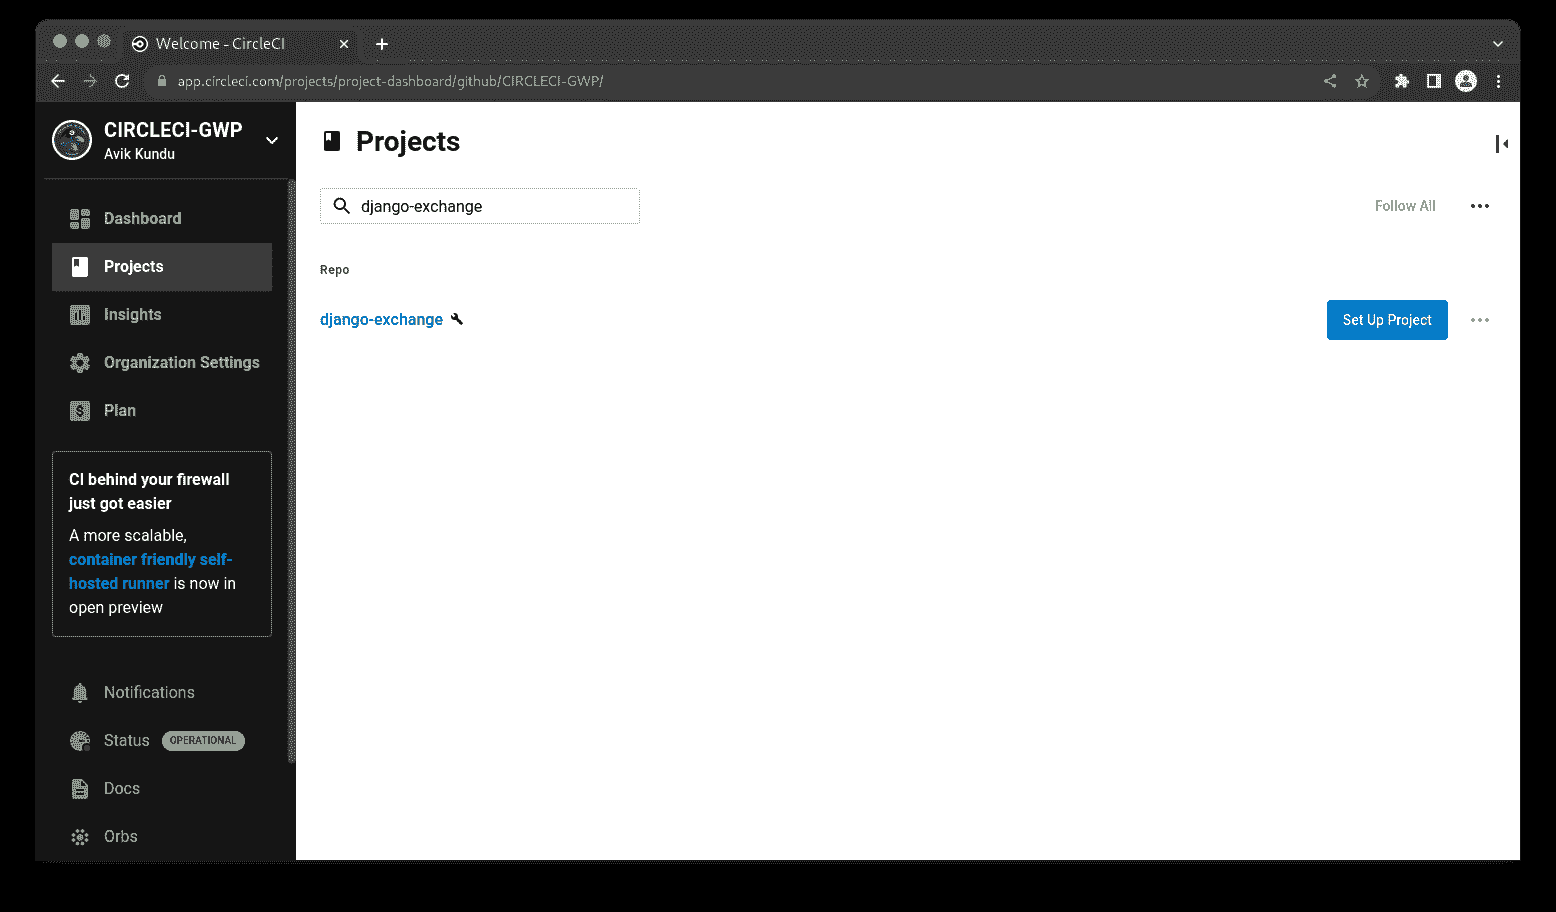 Welcome - CircleCI
app.circleci.com/projects/project-dashboard/github/CIRCLECI-GWP/
CIRCLECI-GWP
Avik Kundu
Dashboard
Projects
Insights
Organization Settings
Plan
CI behind your firewall
just got easier
A more scalable,
container friendly self-
hosted runner is now in
open preview
Notifications
Status OPERATIONAL
Docs
Orbs
Projects
django-exchange
Follow All
Repo
django-exchange
Set Up Project